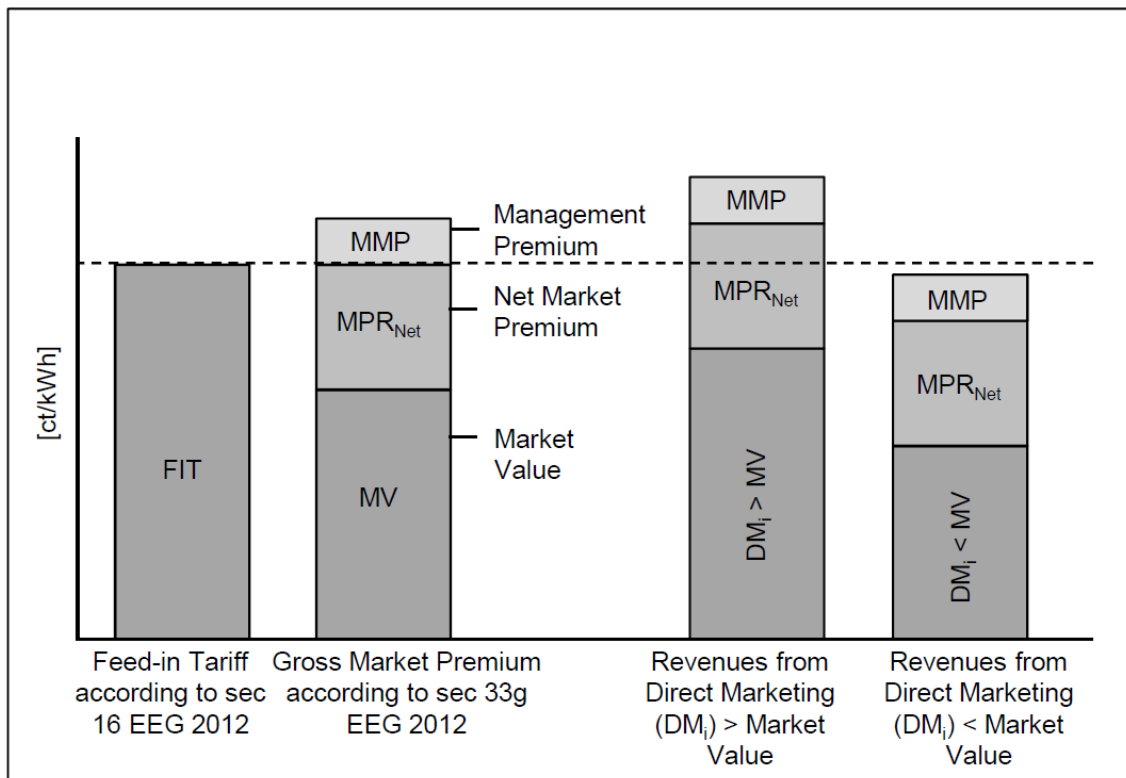 MMP
Management
Premium
MMP
MMP
Net Market
Premium
MPR_Net
MPR_Net
MPR_Net
[ct/kWh]
Market
Value
FIT
MV
DM_i > MV
DM_i < MV
Feed-in Tariff
according to sec
16 EEG 2012
Gross Market Premium
according to sec 33g
EEG 2012
Revenues from
Direct Marketing
(DM_i) > Market
Value
Revenues from
Direct Marketing
(DM_i) < Market
Value